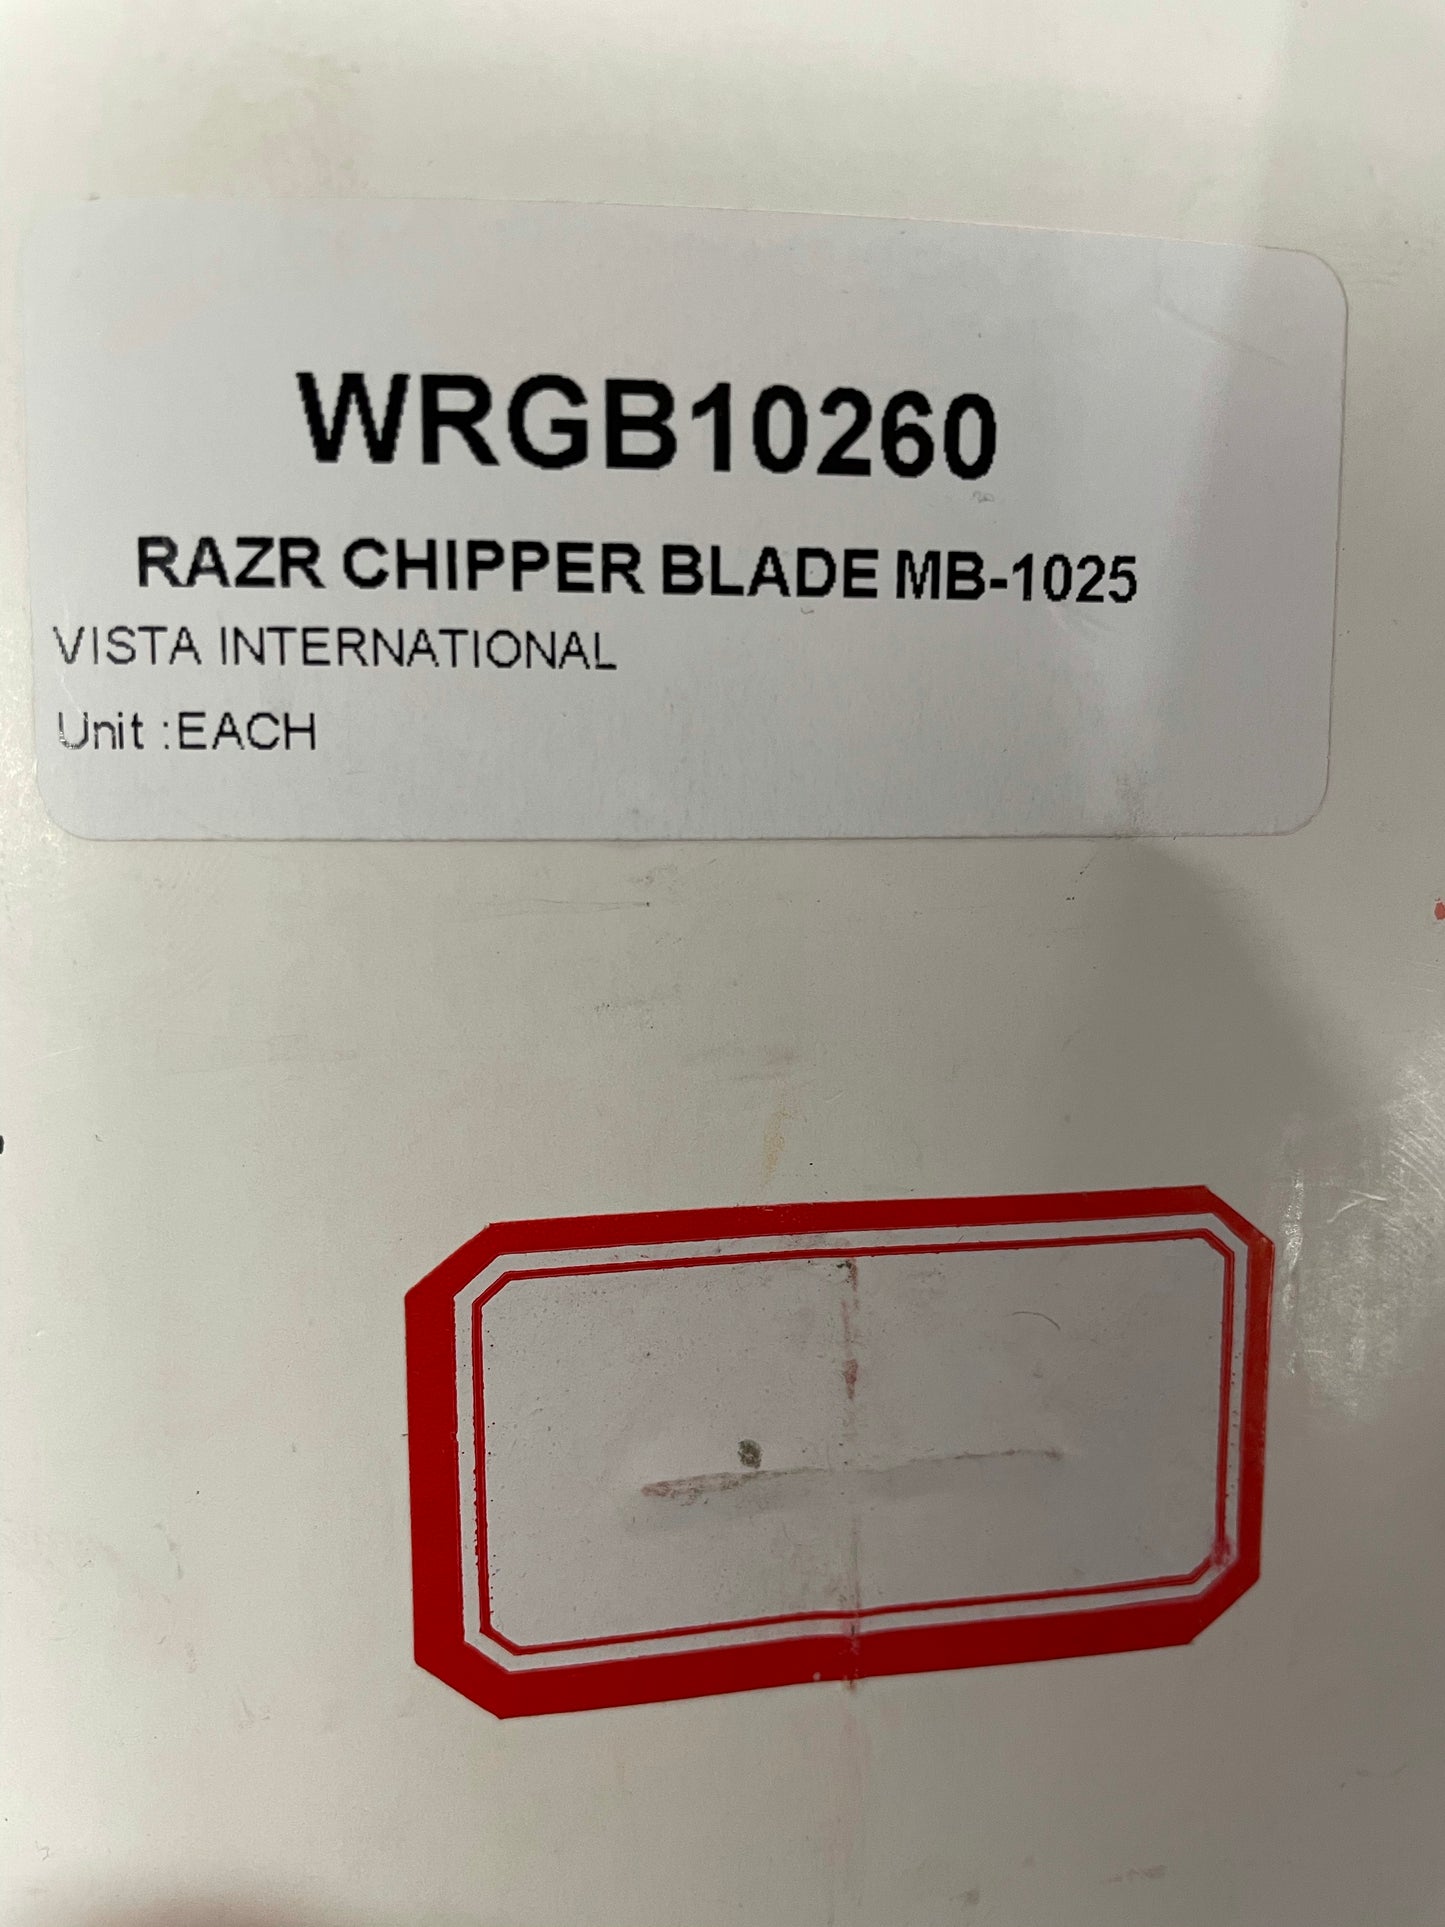 WRGB10260
RAZR CHIPPER BLADE MB-1025
VISTA INTERNATIONAL
Unit :EACH